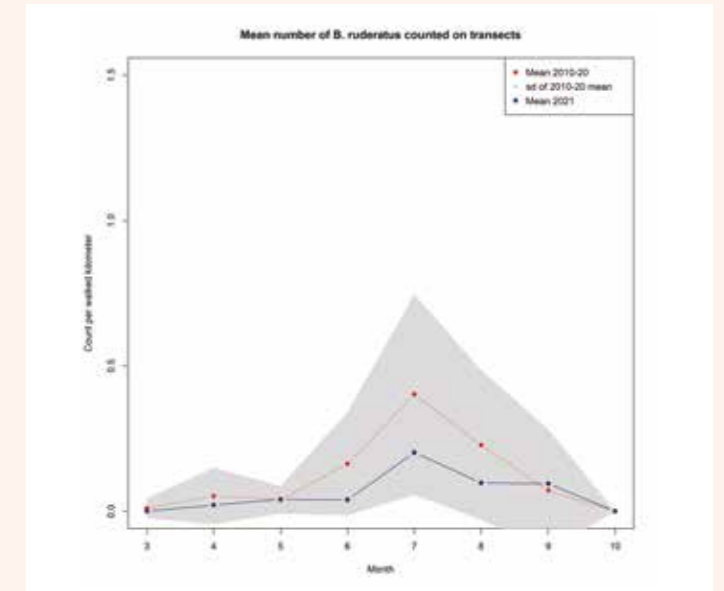 Mean number of B. ruderatus counted on transects
Mean 2010-20
sd of 2010-20 mean
Mean 2021
Count per walked kilometer
1.5
1.0
0.5
0.0
3 4 5 6 7 8 9 10
Month